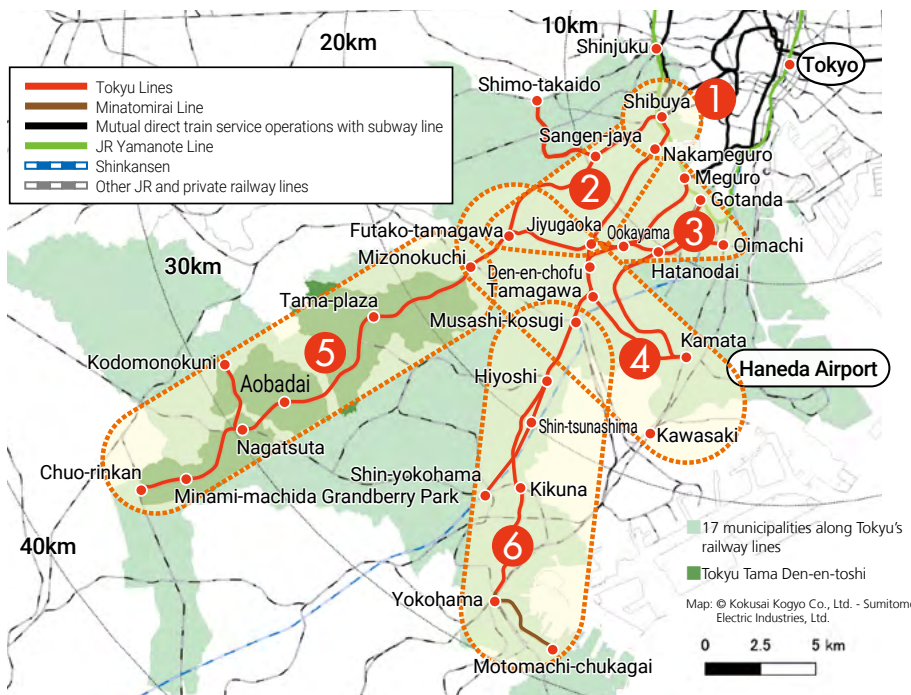 20km
10km
Shinjuku
Tokyo
Tokyu Lines
Minatomirai Line
Mutual direct train service operations with subway line
JR Yamanote Line
Shinkansen
Other JR and private railway lines
Shimo-takaido
Shibuya
1
Sangen-jaya
Nakameguro
Meguro
2
Gotanda
Futako-tamagawa
Jiyugaoka
Ookayama
3
Oimachi
Mizonokuchi
Hatanodai
30km
Den-en-chofu
Tamagawa
Tama-plaza
Musashi-kosugi
Kamata
5
4
Kodomonokuni
Haneda Airport
Hiyoshi
Aobadai
Shin-tsunashima
Kawasaki
Nagatsuta
Chuo-rinkan
Shin-yokohama
Minami-machida Grandberry Park
Kikuna
17 municipalities along Tokyu's
railway lines
40km
6
Tokyu Tama Den-en-toshi
Yokohama
Map: © Kokusai Kogyo Co., Ltd. - Sumitomo
Electric Industries, Ltd.
0 2.5 5 km
Motomachi-chukagai